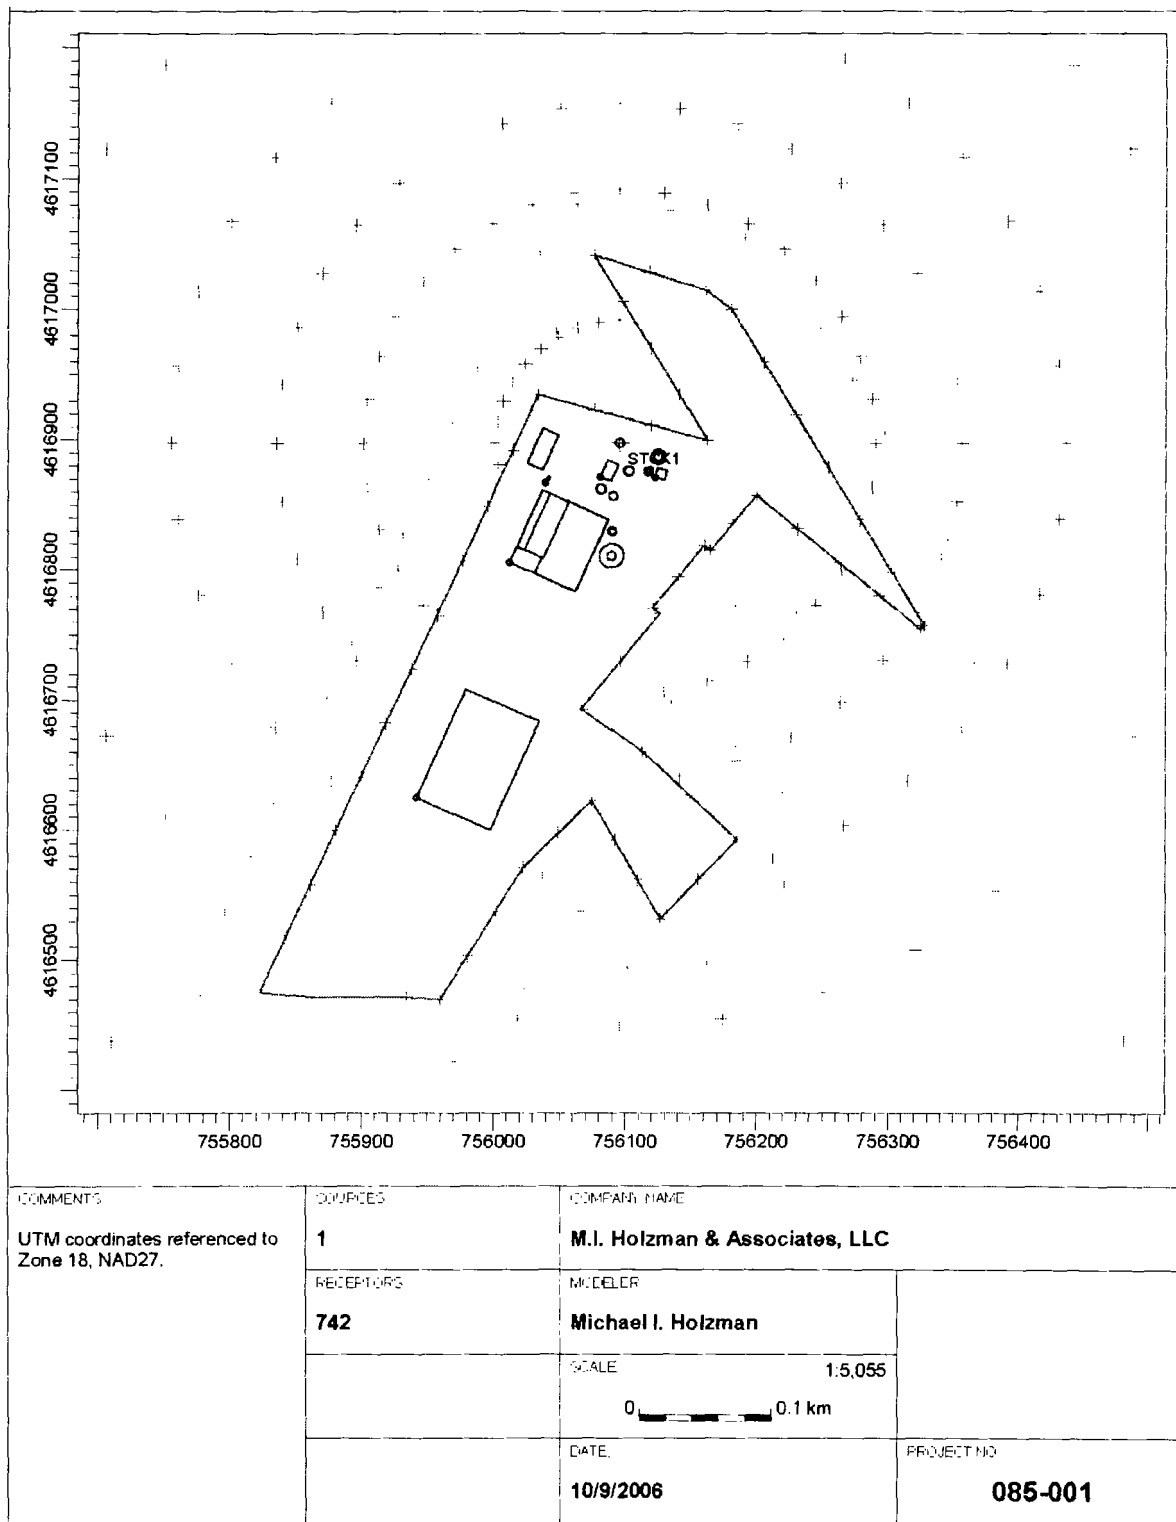 4617100
4617000
4616900
4616800
4616700
4616600
4616500
755800 755900 756000 756100 756200 756300 756400
COMMENTS
UTM coordinates referenced to
Zone 18, NAD27.
SOURCES
1
COMPANY NAME
M.I. Holzman & Associates, LLC
RECEPTORS
742
MODELER
Michael I. Holzman
SCALE 1:5,055
0 0.1 km
DATE
10/9/2006
PROJECT NO.
085-001